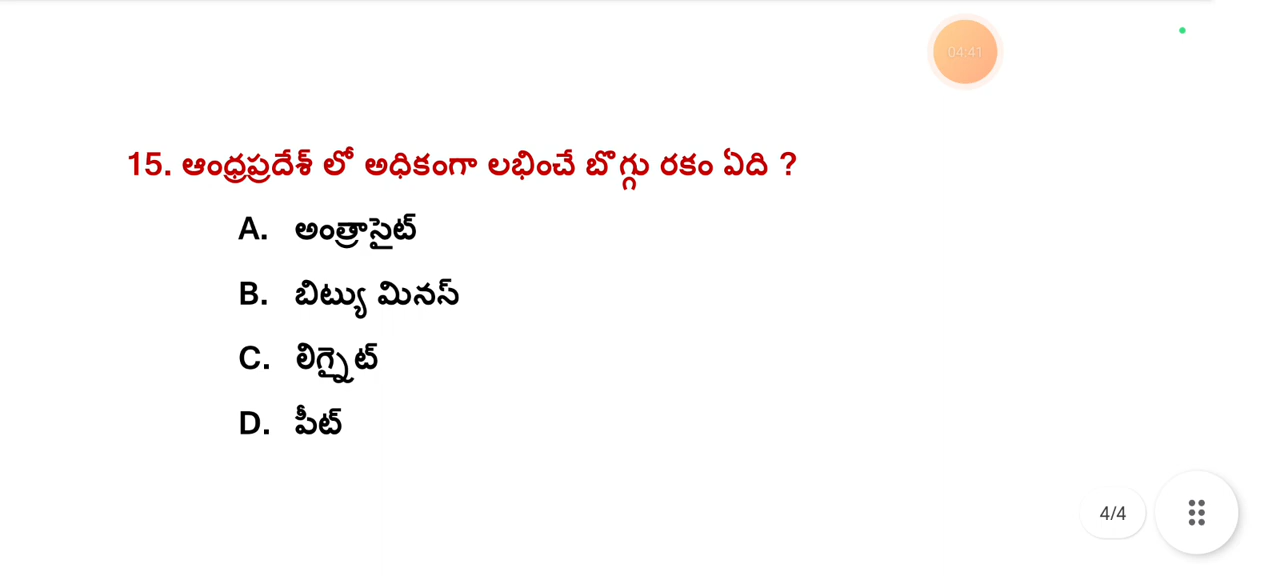 04:41
15. ఆంధ్రప్రదేశ్ లో అధికంగా లభించే బొగ్గు రకం ఏది ?
A. అంత్రాసైట్
B. బిట్యు మినస్
C. లిగ్నైట్
D. పీట్
4/4